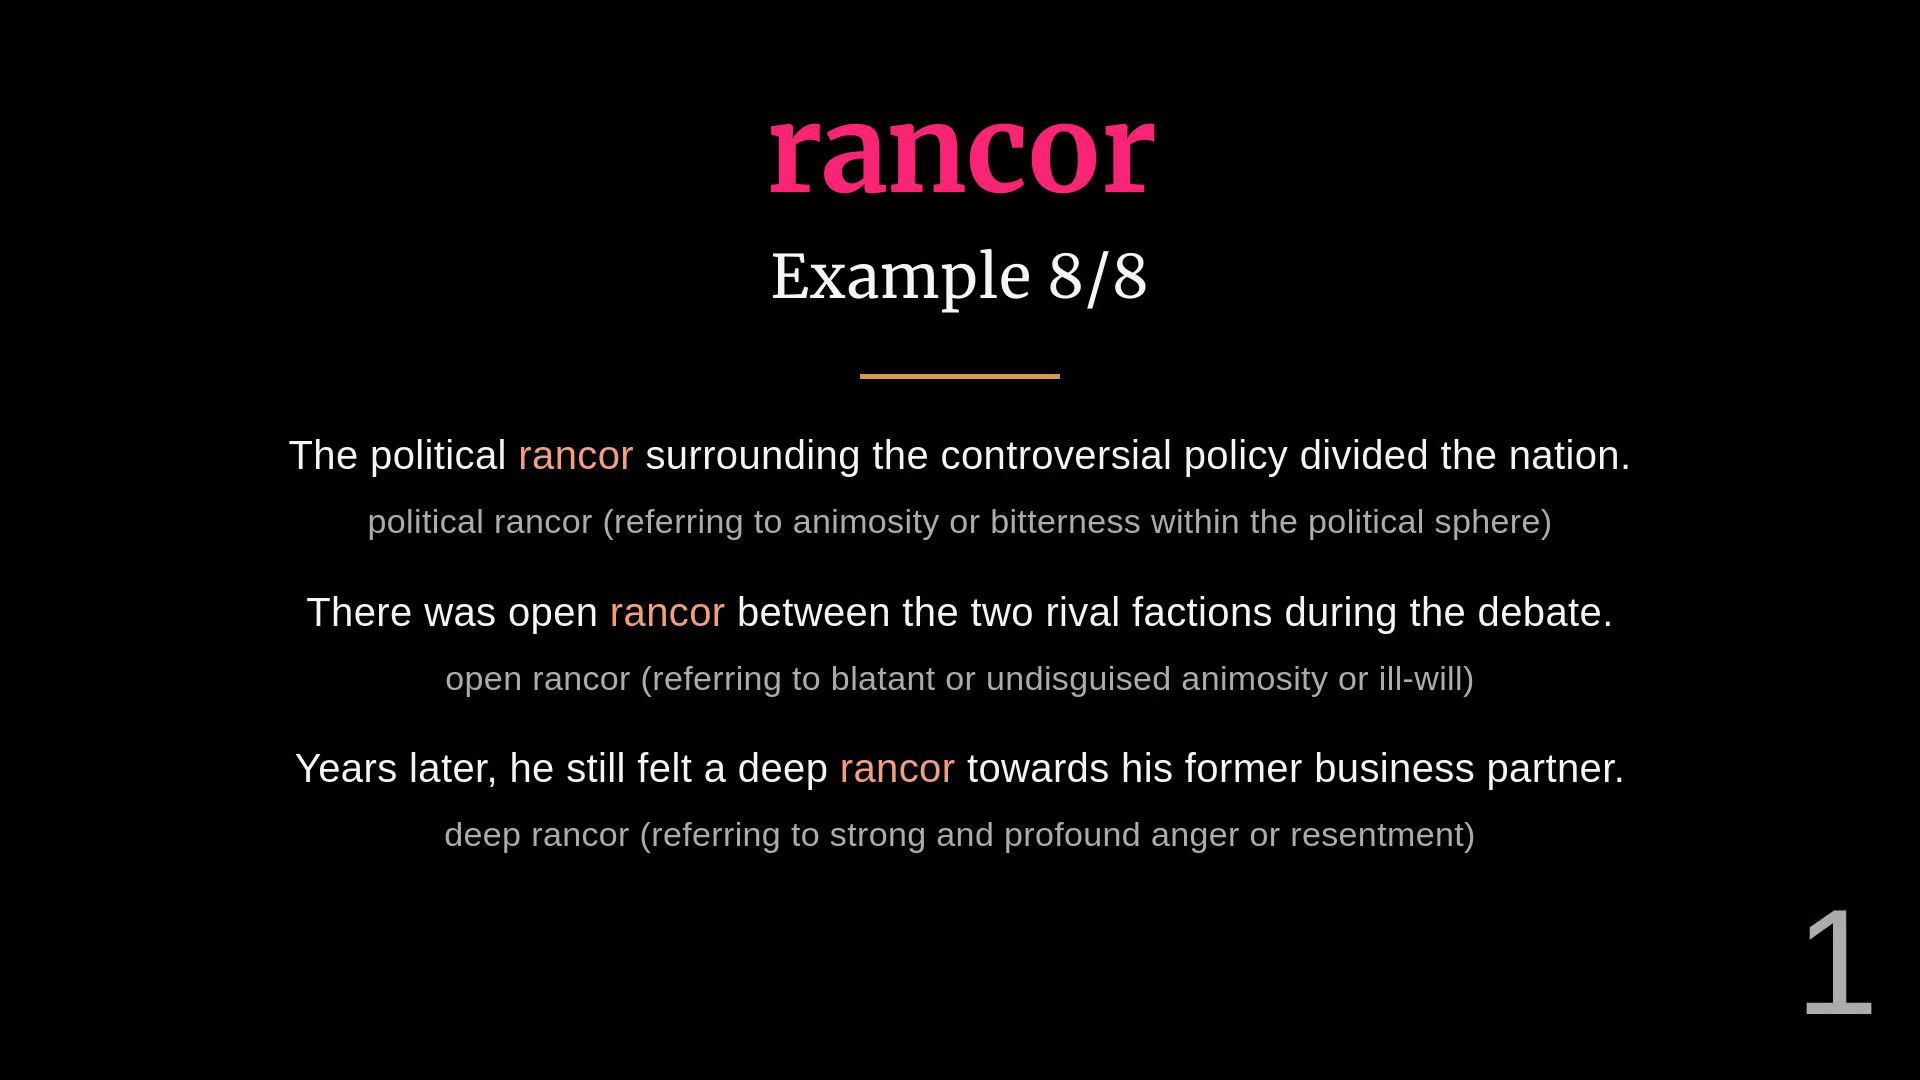 rancor
Example 8/8
The political rancor surrounding the controversial policy divided the nation.
political rancor (referring to animosity or bitterness within the political sphere)
There was open rancor between the two rival factions during the debate.
open rancor (referring to blatant or undisguised animosity or ill-will)
Years later, he still felt a deep rancor towards his former business partner.
deep rancor (referring to strong and profound anger or resentment)
1